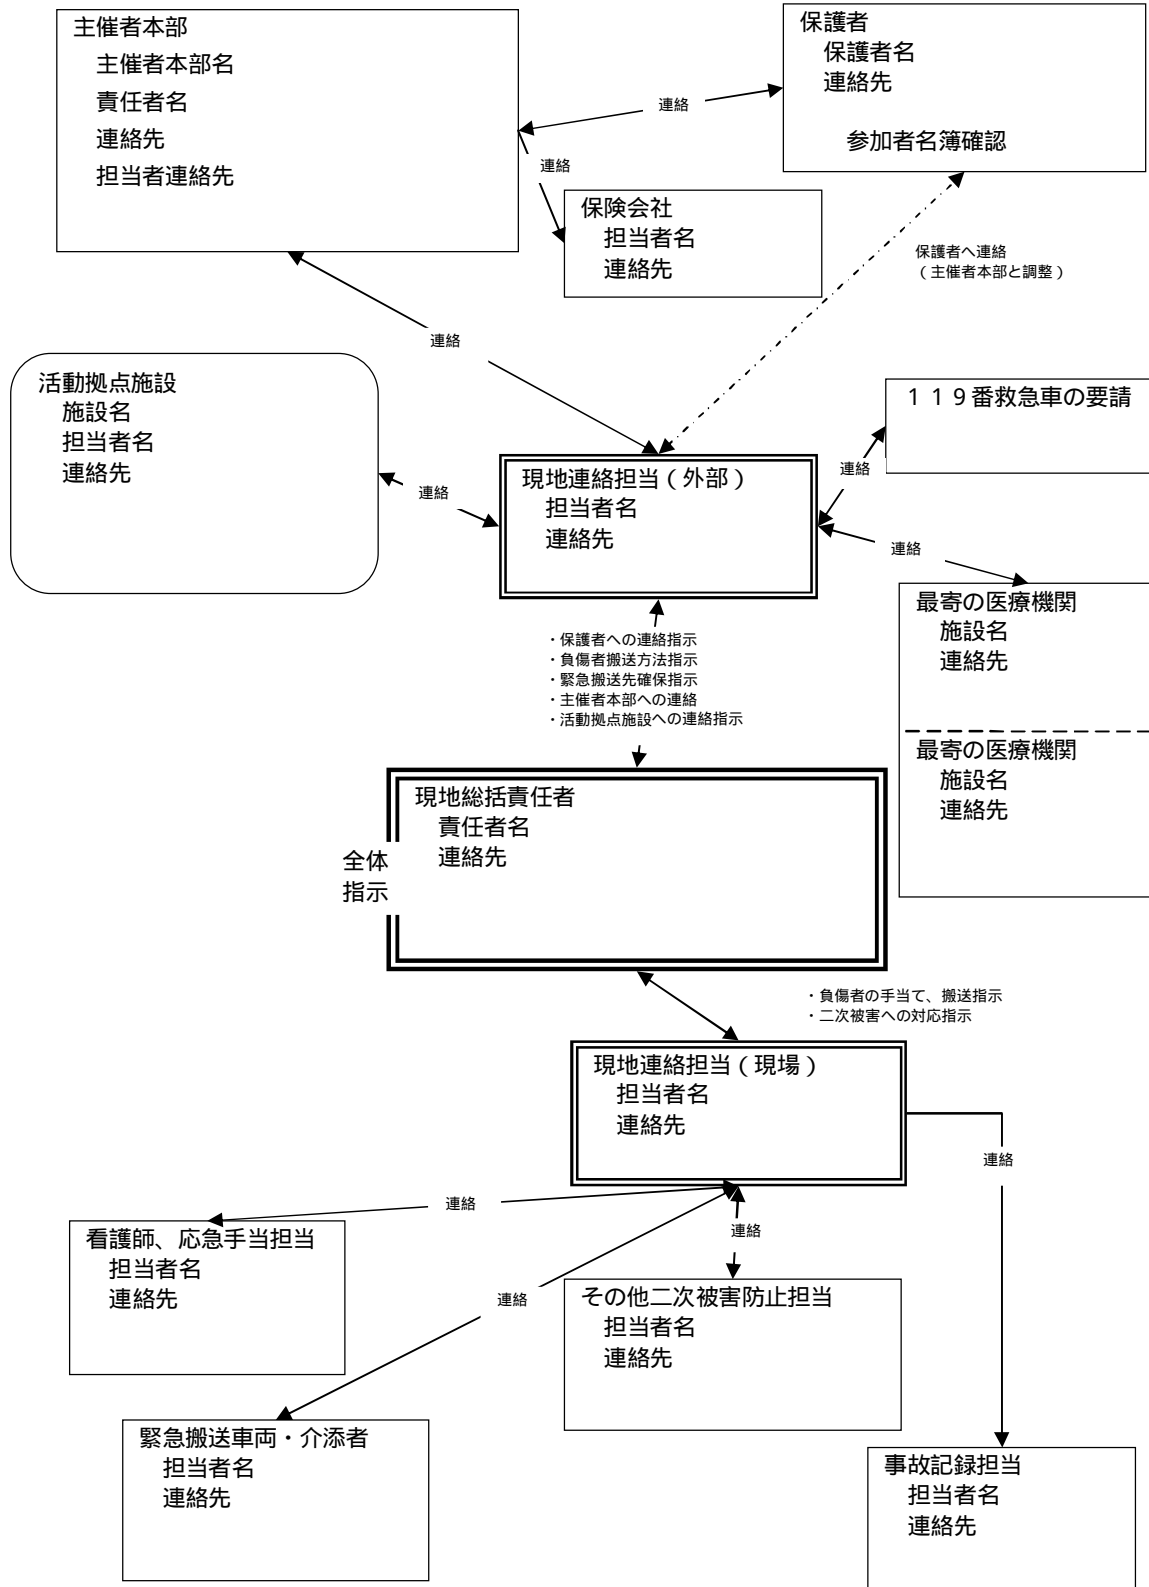 主催者本部
主催者本部名
責任者名
連絡先
担当者連絡先
保護者
保護者名
連絡先
参加者名簿確認
連絡
連絡
保険会社
担当者名
連絡先
保護者へ連絡
（主催者本部と調整）
連絡
活動拠点施設
施設名
担当者名
連絡先
１１９番救急車の要請
連絡
連絡
現地連絡担当（外部）
担当者名
連絡先
連絡
最寄の医療機関
施設名
連絡先
最寄の医療機関
施設名
連絡先
・保護者への連絡指示
・負傷者搬送方法指示
・緊急搬送先確保指示
・主催者本部への連絡
・活動拠点施設への連絡指示
現地総括責任者
責任者名
連絡先
全体
指示
・負傷者の手当て、搬送指示
・二次被害への対応指示
現地連絡担当（現場）
担当者名
連絡先
連絡
連絡
連絡
連絡
看護師、応急手当担当
担当者名
連絡先
その他二次被害防止担当
担当者名
連絡先
緊急搬送車両・介添者
担当者名
連絡先
事故記録担当
担当者名
連絡先